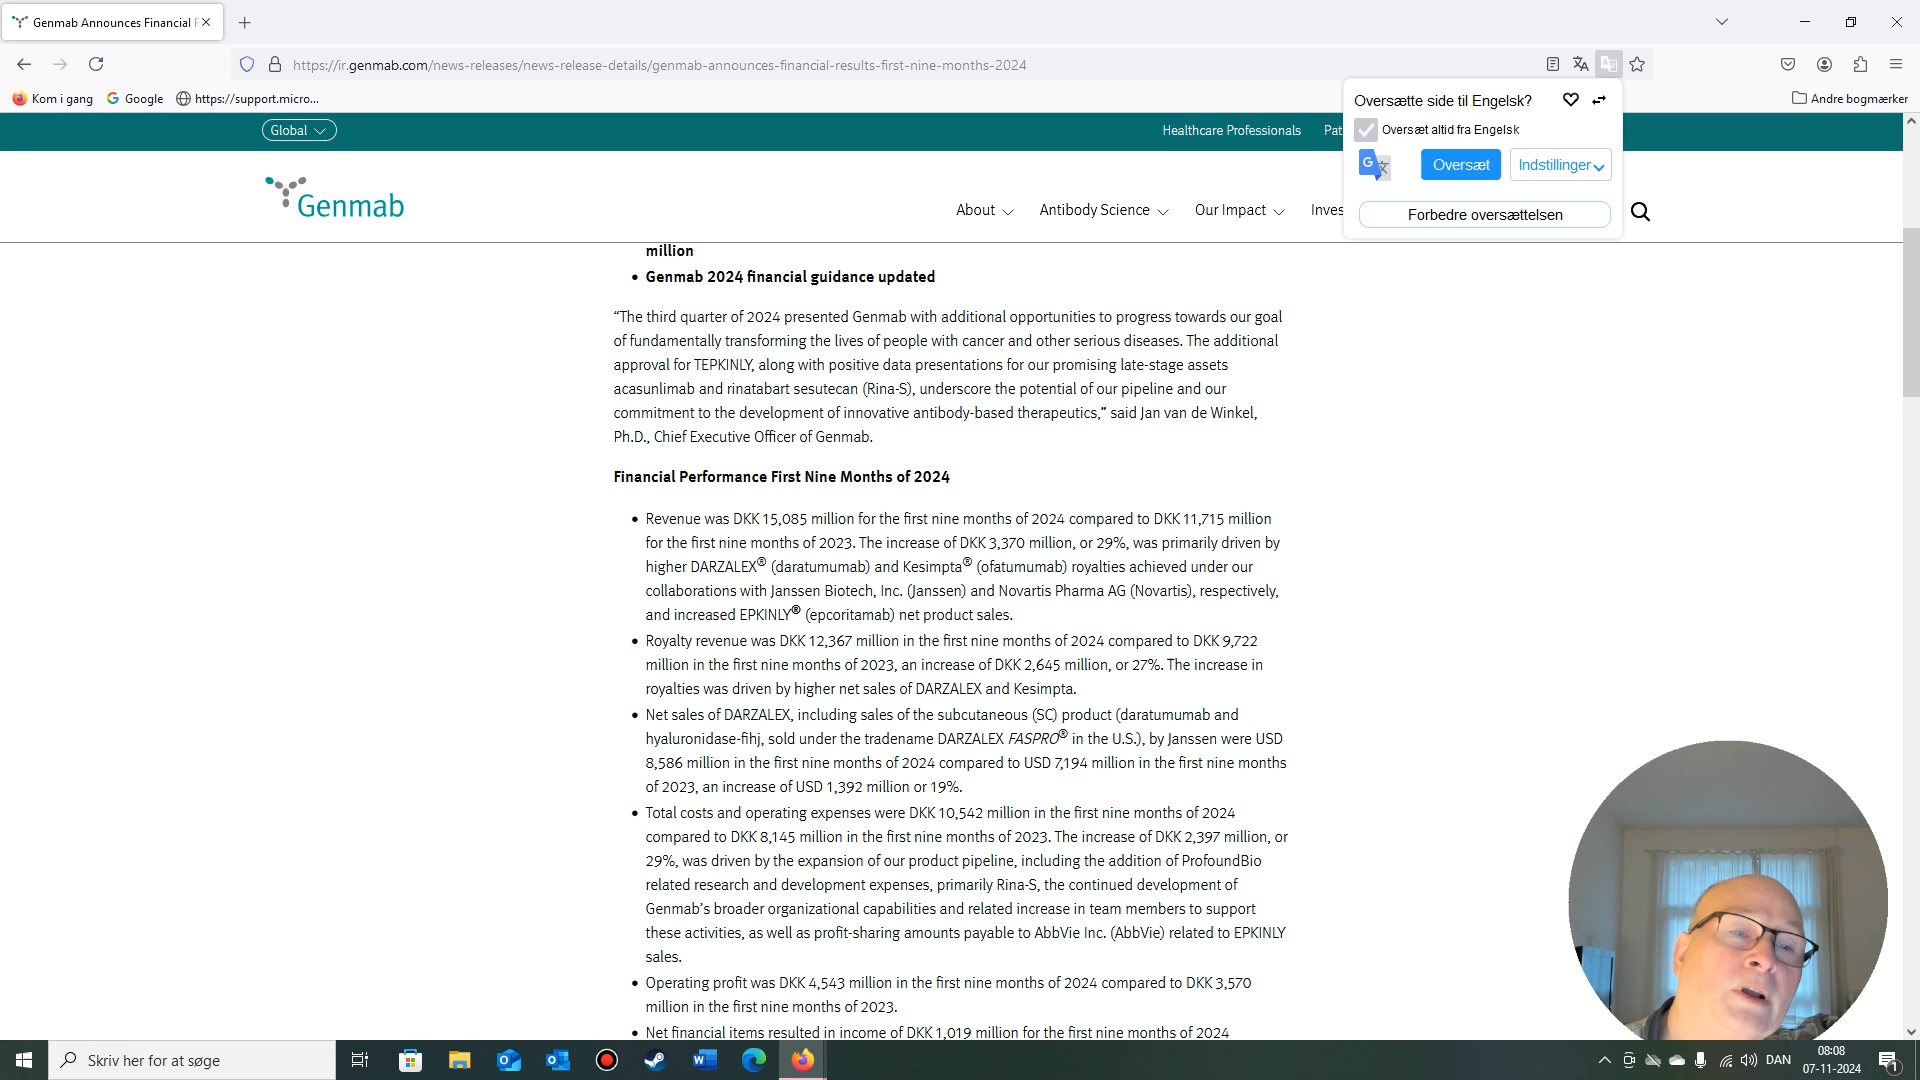 Genmab Announces Financial F
https://ir.genmab.com/news-releases/news-release-details/genmab-announces-financial-results-first-nine-months-2024
Kom i gang
Google
https://support.micro...
Andre bogmærker
Oversætte side til Engelsk?
Oversæt altid fra Engelsk
Oversæt
Indstillinger
Forbedre oversættelsen
Global
Healthcare Professionals
Pat
Genmab
About
Antibody Science
Our Impact
Inves
million
• Genmab 2024 financial guidance updated
“The third quarter of 2024 presented Genmab with additional opportunities to progress towards our goal
of fundamentally transforming the lives of people with cancer and other serious diseases. The additional
approval for TEPKINLY, along with positive data presentations for our promising late-stage assets
acasunlimab and rinatabart sesutecan (Rina-S), underscore the potential of our pipeline and our
commitment to the development of innovative antibody-based therapeutics,” said Jan van de Winkel,
Ph.D., Chief Executive Officer of Genmab.
Financial Performance First Nine Months of 2024
• Revenue was DKK 15,085 million for the first nine months of 2024 compared to DKK 11,715 million
for the first nine months of 2023. The increase of DKK 3,370 million, or 29%, was primarily driven by
higher DARZALEX® (daratumumab) and Kesimpta® (ofatumumab) royalties achieved under our
collaborations with Janssen Biotech, Inc. (Janssen) and Novartis Pharma AG (Novartis), respectively,
and increased EPKINLY® (epcoritamab) net product sales.
• Royalty revenue was DKK 12,367 million in the first nine months of 2024 compared to DKK 9,722
million in the first nine months of 2023, an increase of DKK 2,645 million, or 27%. The increase in
royalties was driven by higher net sales of DARZALEX and Kesimpta.
• Net sales of DARZALEX, including sales of the subcutaneous (SC) product (daratumumab and
hyaluronidase-fihj, sold under the tradename DARZALEX FASPRO® in the U.S.), by Janssen were USD
8,586 million in the first nine months of 2024 compared to USD 7,194 million in the first nine months
of 2023, an increase of USD 1,392 million or 19%.
• Total costs and operating expenses were DKK 10,542 million in the first nine months of 2024
compared to DKK 8,145 million in the first nine months of 2023. The increase of DKK 2,397 million, or
29%, was driven by the expansion of our product pipeline, including the addition of ProfoundBio
related research and development expenses, primarily Rina-S, the continued development of
Genmab’s broader organizational capabilities and related increase in team members to support
these activities, as well as profit-sharing amounts payable to AbbVie Inc. (AbbVie) related to EPKINLY
sales.
• Operating profit was DKK 4,543 million in the first nine months of 2024 compared to DKK 3,570
million in the first nine months of 2023.
• Net financial items resulted in income of DKK 1,019 million for the first nine months of 2024
Skriv her for at søge
DAN
08:08
07-11-2024
1